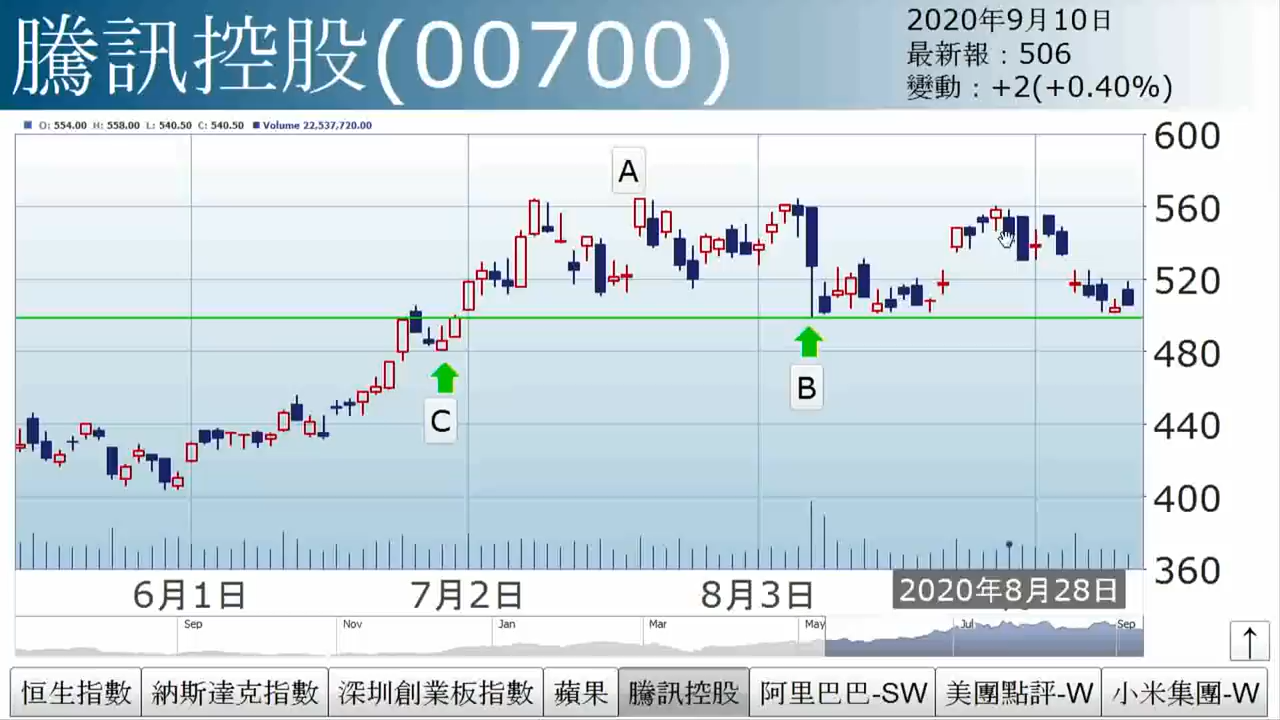 騰訊控股(00700)
2020年9月10日
最新報：506
變動：+2(+0.40%)
O: 554.00 H: 558.00 L: 540.50 C: 540.50 Volume 22,537,720.00
600
560
520
480
440
400
360
A
B
C
6月1日 7月2日 8月3日 2020年8月28日
Sep Nov Jan Mar May Jul Sep
↑
恒生指數 納斯達克指數 深圳創業板指數 蘋果 騰訊控股 阿里巴巴-SW 美團點評-W 小米集團-W